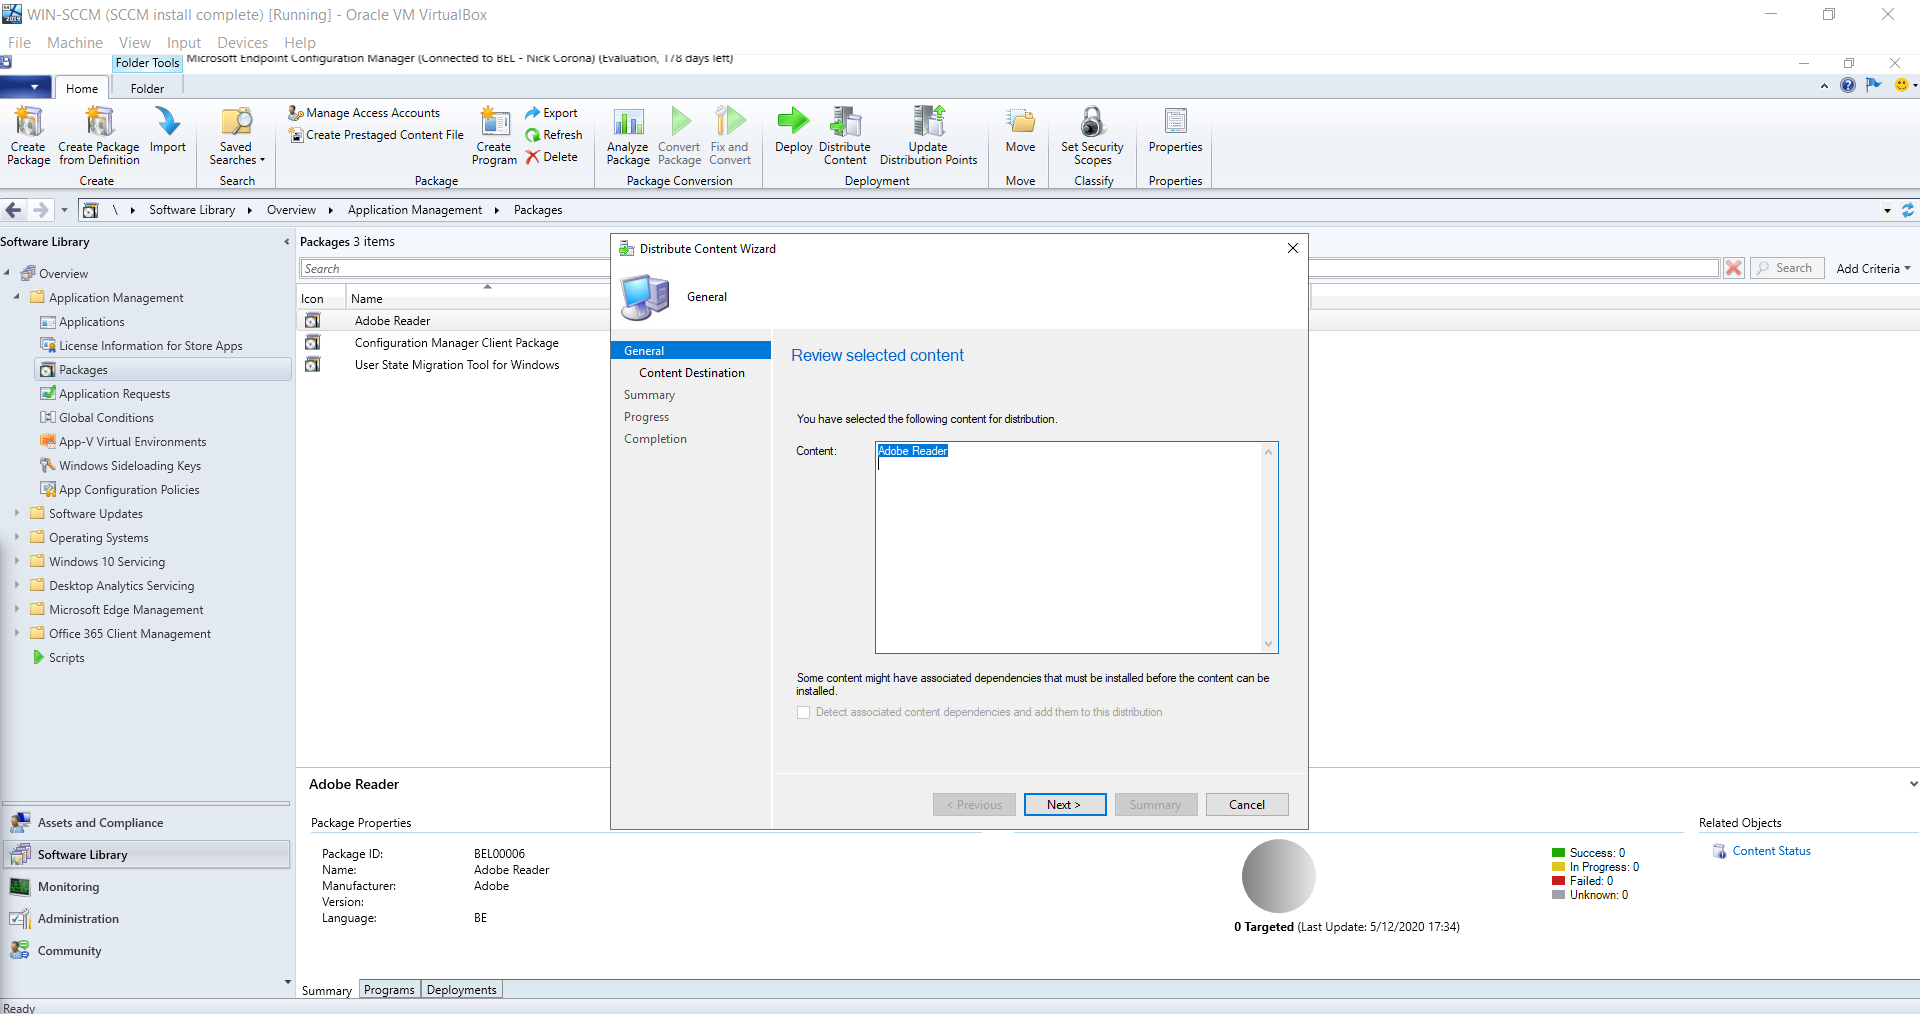 WIN-SCCM (SCCM install complete) [Running] - Oracle VM VirtualBox
File Machine View Input Devices Help
Folder Tools Microsoft Endpoint Configuration Manager (Connected to BEL - Nick Corona) (Evaluation, 178 days left)
Home Folder
Create Package
Create Package from Definition
Import
Create
Saved Searches
Search
Manage Access Accounts
Create Prestaged Content File
Create Program
Export
Refresh
Delete
Package
Analyze Package
Convert Package
Fix and Convert
Package Conversion
Deploy
Distribute Content
Update Distribution Points
Deployment
Move
Move
Set Security Scopes
Classify
Properties
Properties
\ Software Library Overview Application Management Packages
Software Library
Overview
Application Management
Applications
License Information for Store Apps
Packages
Application Requests
Global Conditions
App-V Virtual Environments
Windows Sideloading Keys
App Configuration Policies
Software Updates
Operating Systems
Windows 10 Servicing
Desktop Analytics Servicing
Microsoft Edge Management
Office 365 Client Management
Scripts
Assets and Compliance
Software Library
Monitoring
Administration
Community
Packages 3 items
Search
Search
Add Criteria
Icon Name
Adobe Reader
Configuration Manager Client Package
User State Migration Tool for Windows
Distribute Content Wizard
General
General
Content Destination
Summary
Progress
Completion
Review selected content
You have selected the following content for distribution.
Content:
Adobe Reader
Some content might have associated dependencies that must be installed before the content can be
installed.
Detect associated content dependencies and add them to this distribution
< Previous
Next >
Summary
Cancel
Adobe Reader
Package Properties
Package ID: BEL00006
Name: Adobe Reader
Manufacturer: Adobe
Version:
Language: BE
Success: 0
In Progress: 0
Failed: 0
Unknown: 0
0 Targeted (Last Update: 5/12/2020 17:34)
Related Objects
Content Status
Summary Programs Deployments
Ready